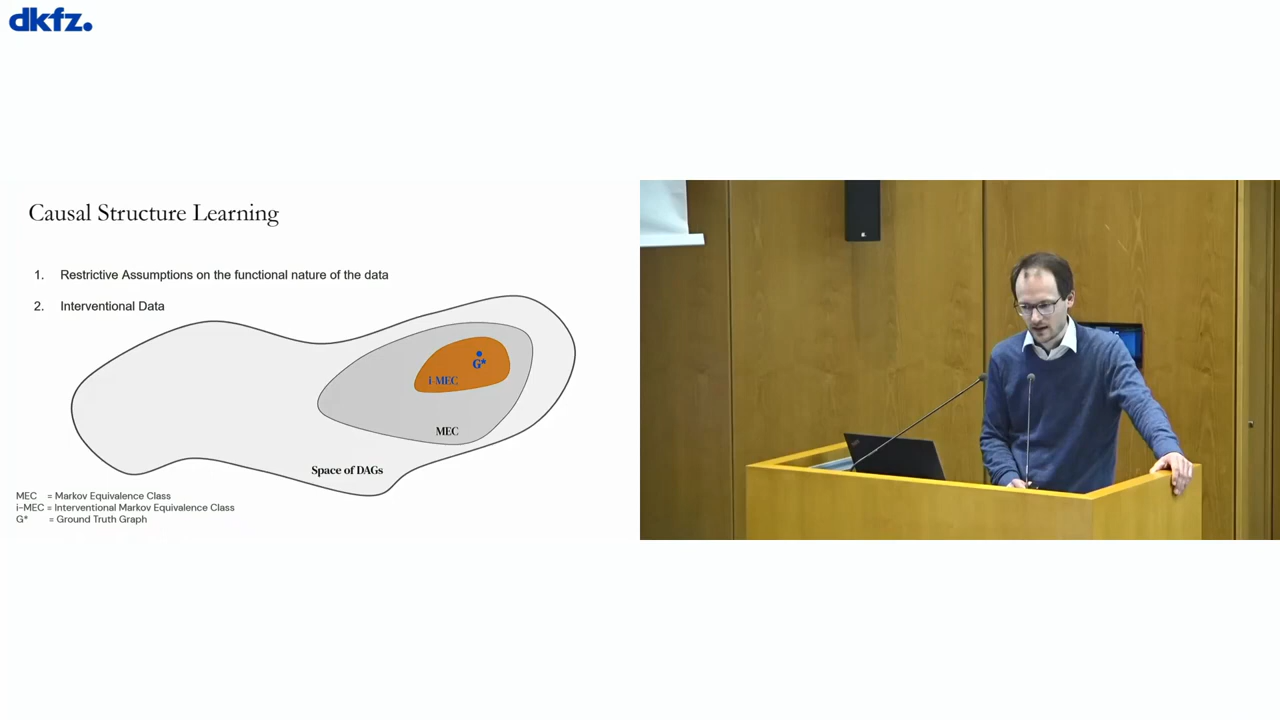 dkfz.
Causal Structure Learning
1. Restrictive Assumptions on the functional nature of the data
2. Interventional Data
G*
i-MEC
MEC
Space of DAGs
MEC = Markov Equivalence Class
i-MEC = Interventional Markov Equivalence Class
G* = Ground Truth Graph